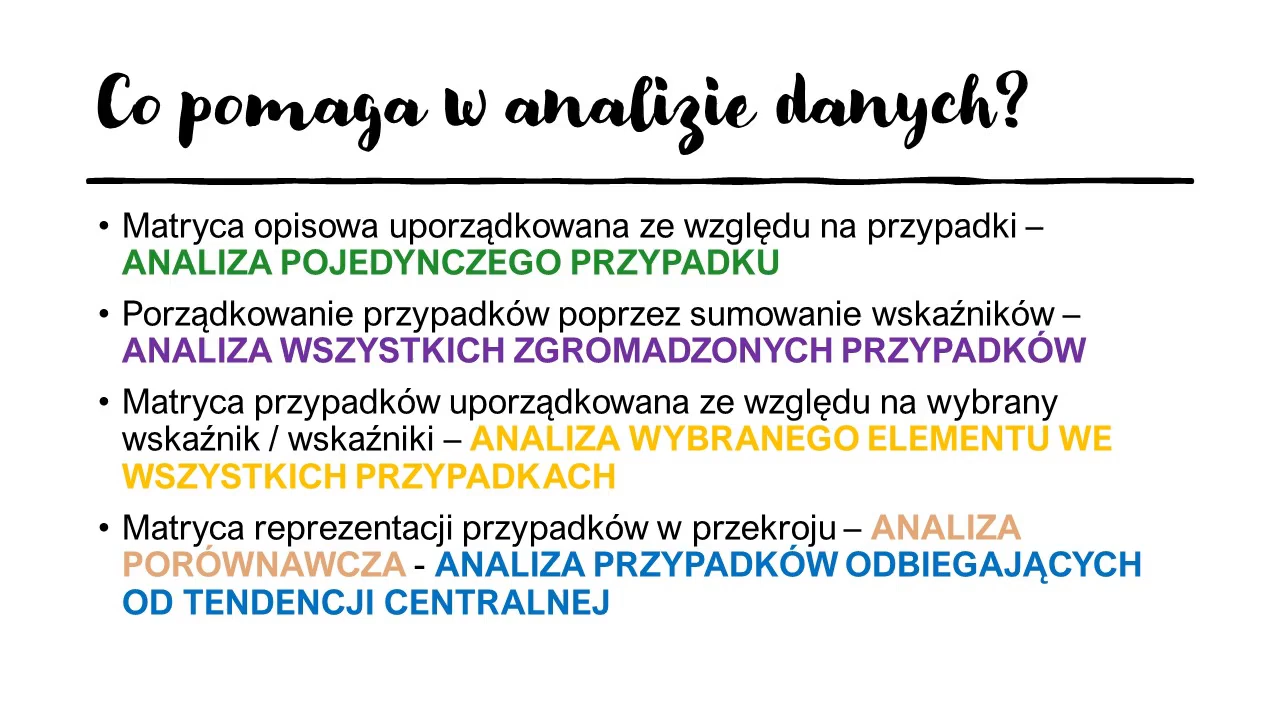 Co pomaga w analizie danych?
• Matryca opisowa uporządkowana ze względu na przypadki –
ANALIZA POJEDYNCZEGO PRZYPADKU
• Porządkowanie przypadków poprzez sumowanie wskaźników –
ANALIZA WSZYSTKICH ZGROMADZONYCH PRZYPADKÓW
• Matryca przypadków uporządkowana ze względu na wybrany
wskaźnik / wskaźniki – ANALIZA WYBRANEGO ELEMENTU WE
WSZYSTKICH PRZYPADKACH
• Matryca reprezentacji przypadków w przekroju – ANALIZA
PORÓWNAWCZA - ANALIZA PRZYPADKÓW ODBIEGAJĄCYCH
OD TENDENCJI CENTRALNEJ